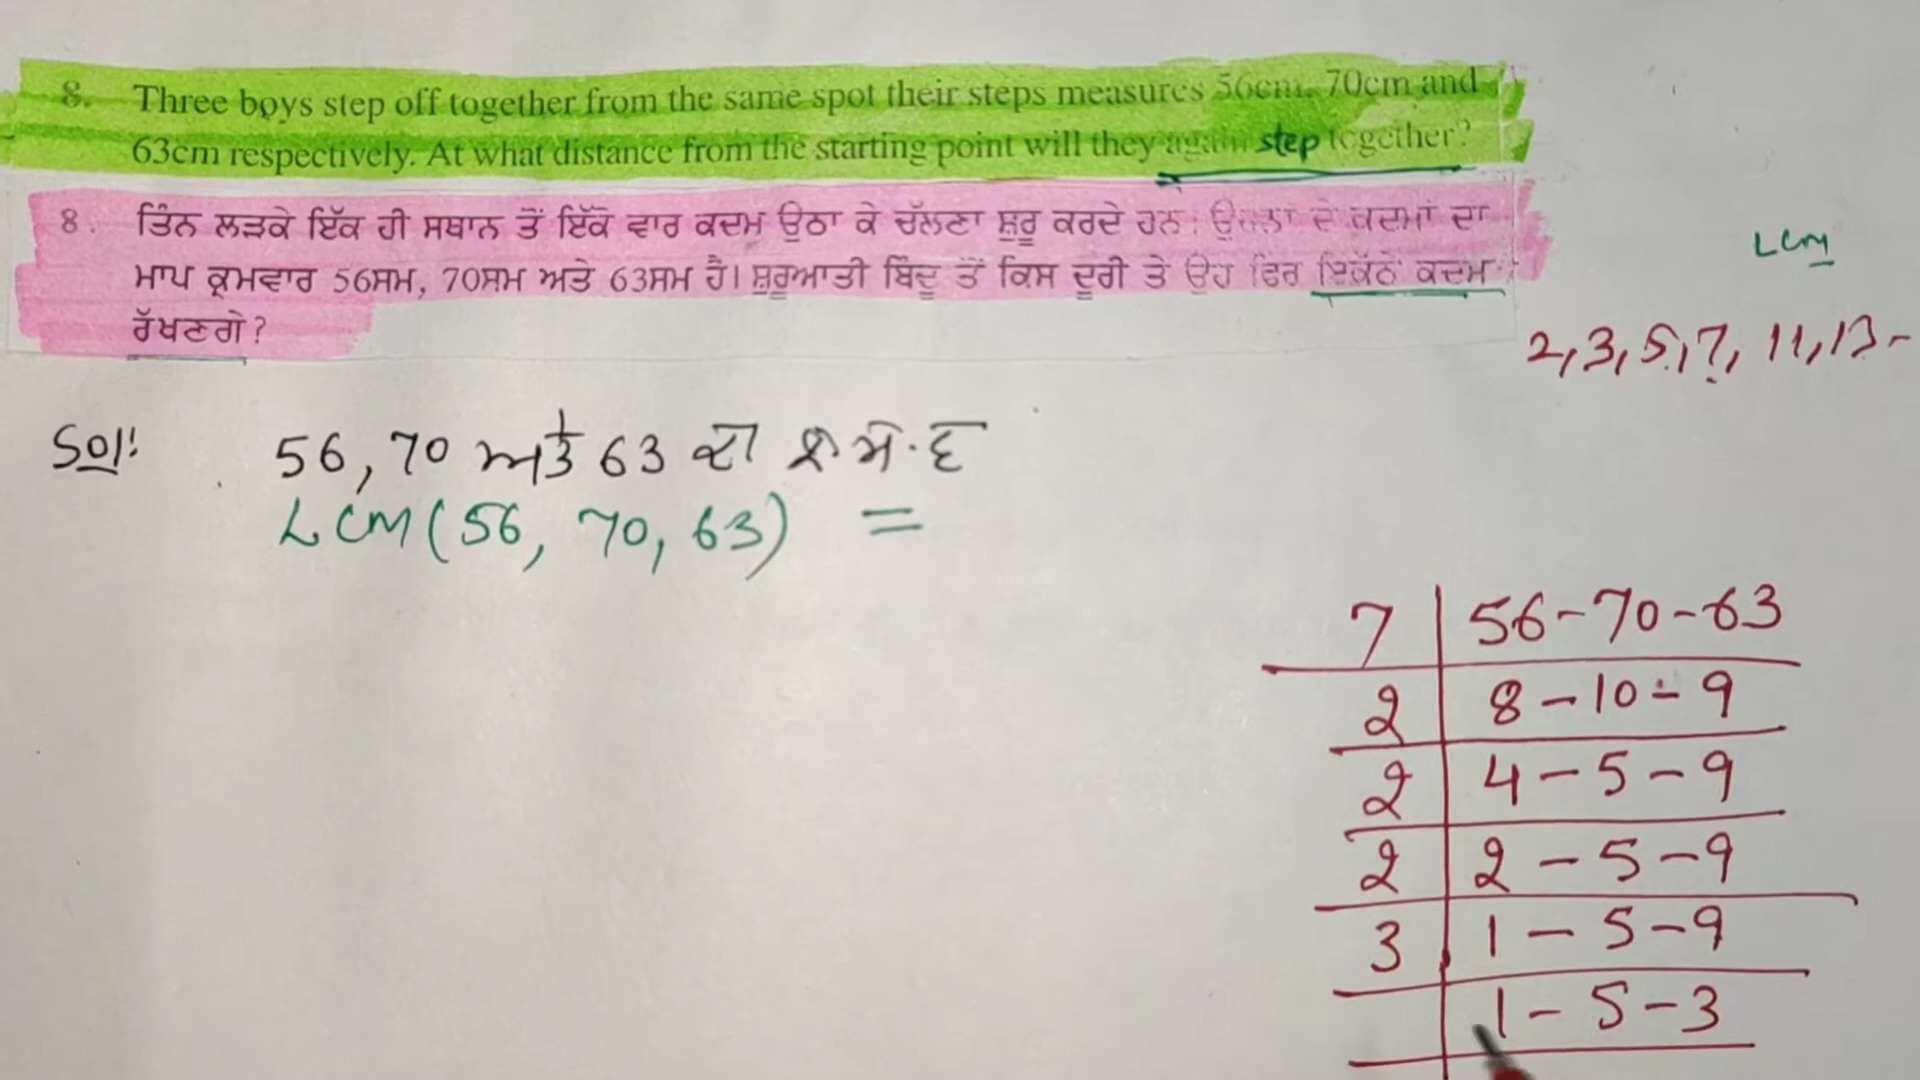 8. Three boys step off together from the same spot their steps measures 56cm, 70cm and
63cm respectively. At what distance from the starting point will they again step together?
8. ਤਿੰਨ ਲੜਕੇ ਇੱਕ ਹੀ ਸਥਾਨ ਤੋਂ ਇੱਕੋ ਵਾਰ ਕਦਮ ਉਠਾ ਕੇ ਚੱਲਣਾ ਸ਼ੁਰੂ ਕਰਦੇ ਹਨ। ਉਹਨਾਂ ਦੇ ਕਦਮਾਂ ਦਾ
ਮਾਪ ਕ੍ਰਮਵਾਰ 56ਸਮ, 70ਸਮ ਅਤੇ 63ਸਮ ਹੈ। ਸ਼ੁਰੂਆਤੀ ਬਿੰਦੂ ਤੋਂ ਕਿਸ ਦੂਰੀ ਤੇ ਉਹ ਫਿਰ ਇਕੱਠੇ ਕਦਮ
ਰੱਖਣਗੇ?
LCM
2,3,5,7, 11,13-
Sol:
56,70 ਅਤੇ 63 ਦਾ ਲ.ਸ.ਵ
LCM(56, 70, 63) =
7 | 56-70-63
2 | 8-10-9
2 | 4-5-9
2 | 2-5-9
3 | 1-5-9
1-5-3